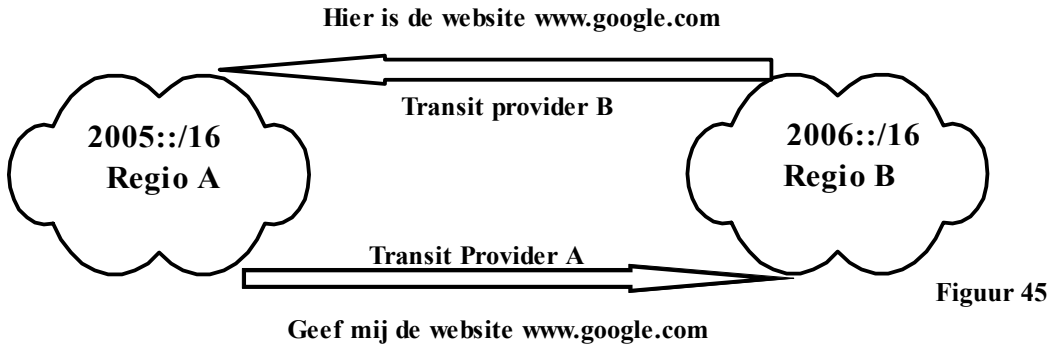 Hier is de website www.google.com
Transit provider B
2005::/16
Regio A
2006::/16
Regio B
Transit Provider A
Figuur 45
Geef mij de website www.google.com